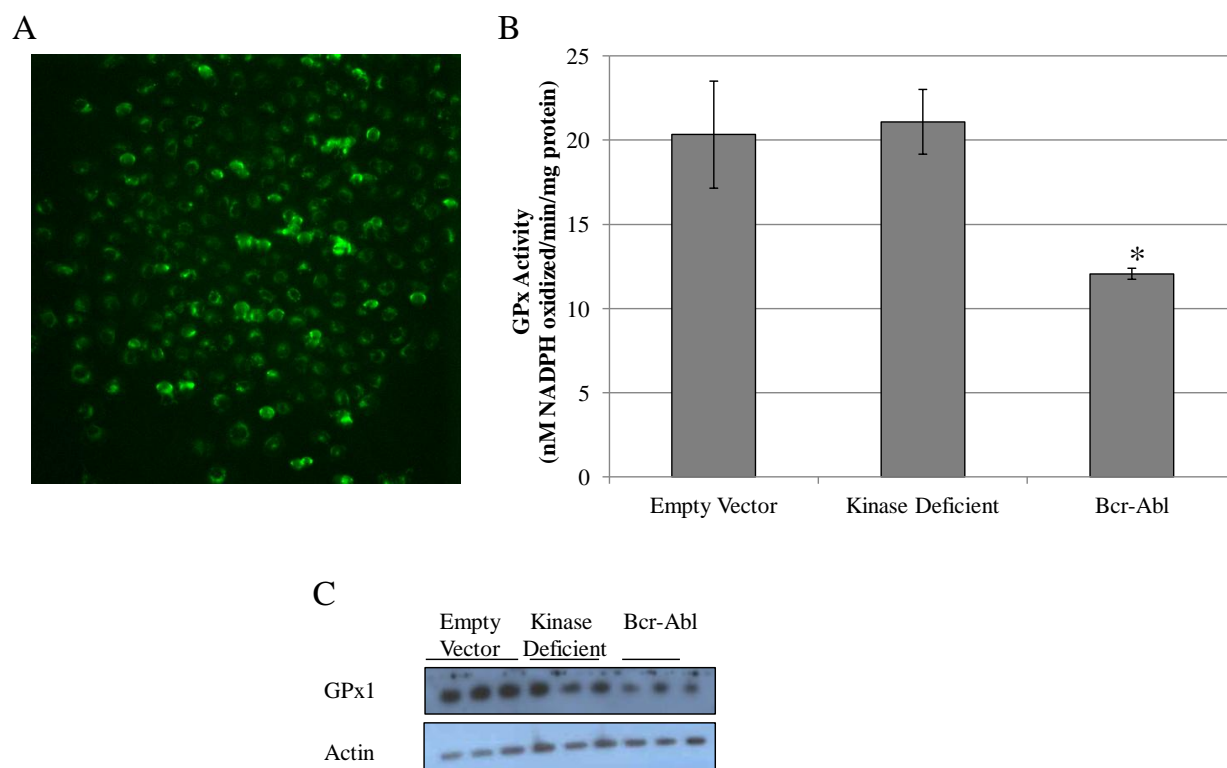 A
B
25
20
15
10
5
0
GPx Activity
(nM NADPH oxidized/min/mg protein)
*
Empty Vector
Kinase Deficient
Bcr-Abl
C
Empty
Vector
Kinase
Deficient
Bcr-Abl
GPx1
Actin